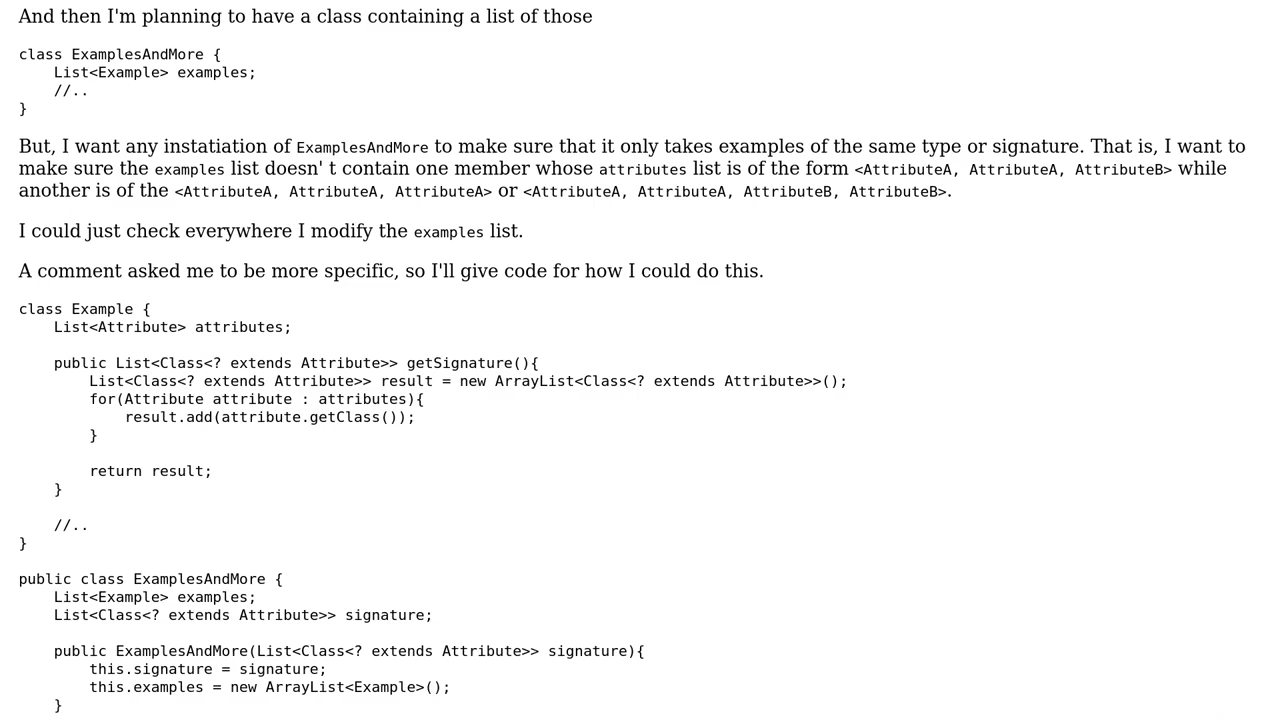 And then I'm planning to have a class containing a list of those
class ExamplesAndMore {
    List<Example> examples;
    //..
}
But, I want any instatiation of ExamplesAndMore to make sure that it only takes examples of the same type or signature. That is, I want to
make sure the examples list doesn' t contain one member whose attributes list is of the form <AttributeA, AttributeA, AttributeB> while
another is of the <AttributeA, AttributeA, AttributeA> or <AttributeA, AttributeA, AttributeB, AttributeB>.
I could just check everywhere I modify the examples list.
A comment asked me to be more specific, so I'll give code for how I could do this.
class Example {
    List<Attribute> attributes;
    public List<Class<? extends Attribute>> getSignature(){
        List<Class<? extends Attribute>> result = new ArrayList<Class<? extends Attribute>>();
        for(Attribute attribute : attributes){
            result.add(attribute.getClass());
        }
        return result;
    }
    //..
}
public class ExamplesAndMore {
    List<Example> examples;
    List<Class<? extends Attribute>> signature;
    public ExamplesAndMore(List<Class<? extends Attribute>> signature){
        this.signature = signature;
        this.examples = new ArrayList<Example>();
    }